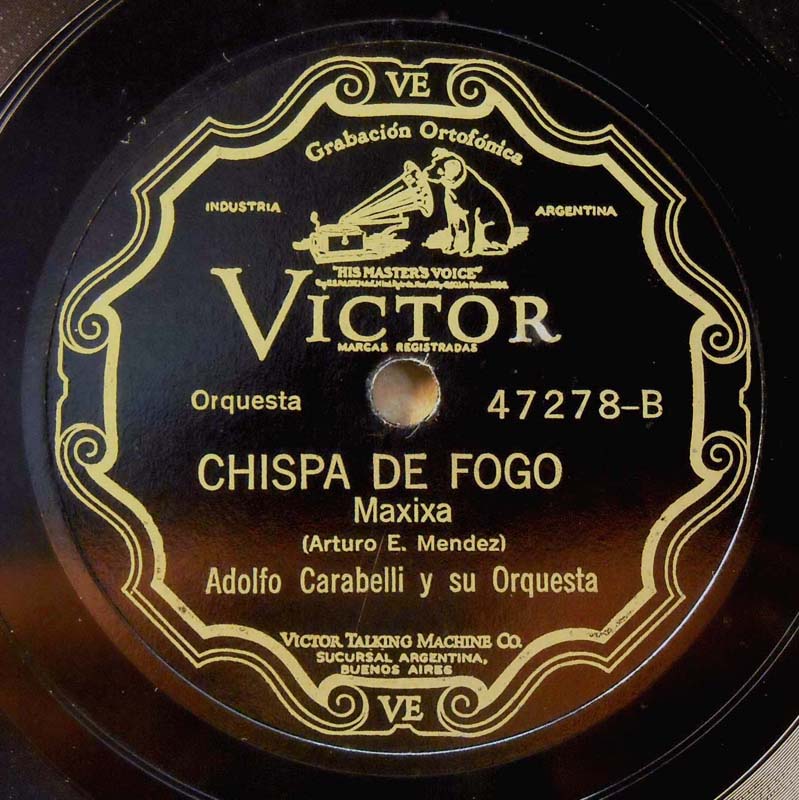 VE
Grabación Ortofónica
INDUSTRIA
ARGENTINA
"HIS MASTER'S VOICE"
VICTOR
MARCAS REGISTRADAS
Orquesta
47278-B
CHISPA DE FOGO
Maxixa
(Arturo E. Mendez)
Adolfo Carabelli y su Orquesta
VICTOR TALKING MACHINE CO.
SUCURSAL ARGENTINA,
BUENOS AIRES
VE